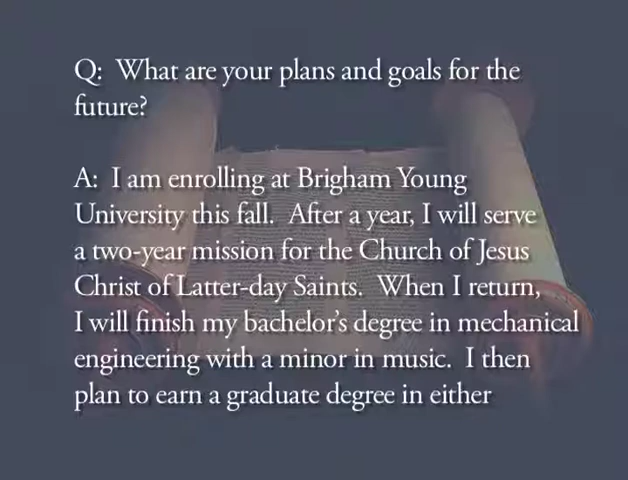 Q:  What are your plans and goals for the
future?
A:  I am enrolling at Brigham Young
University this fall.  After a year, I will serve
a two-year mission for the Church of Jesus
Christ of Latter-day Saints.  When I return,
I will finish my bachelor's degree in mechanical
engineering with a minor in music.  I then
plan to earn a graduate degree in either